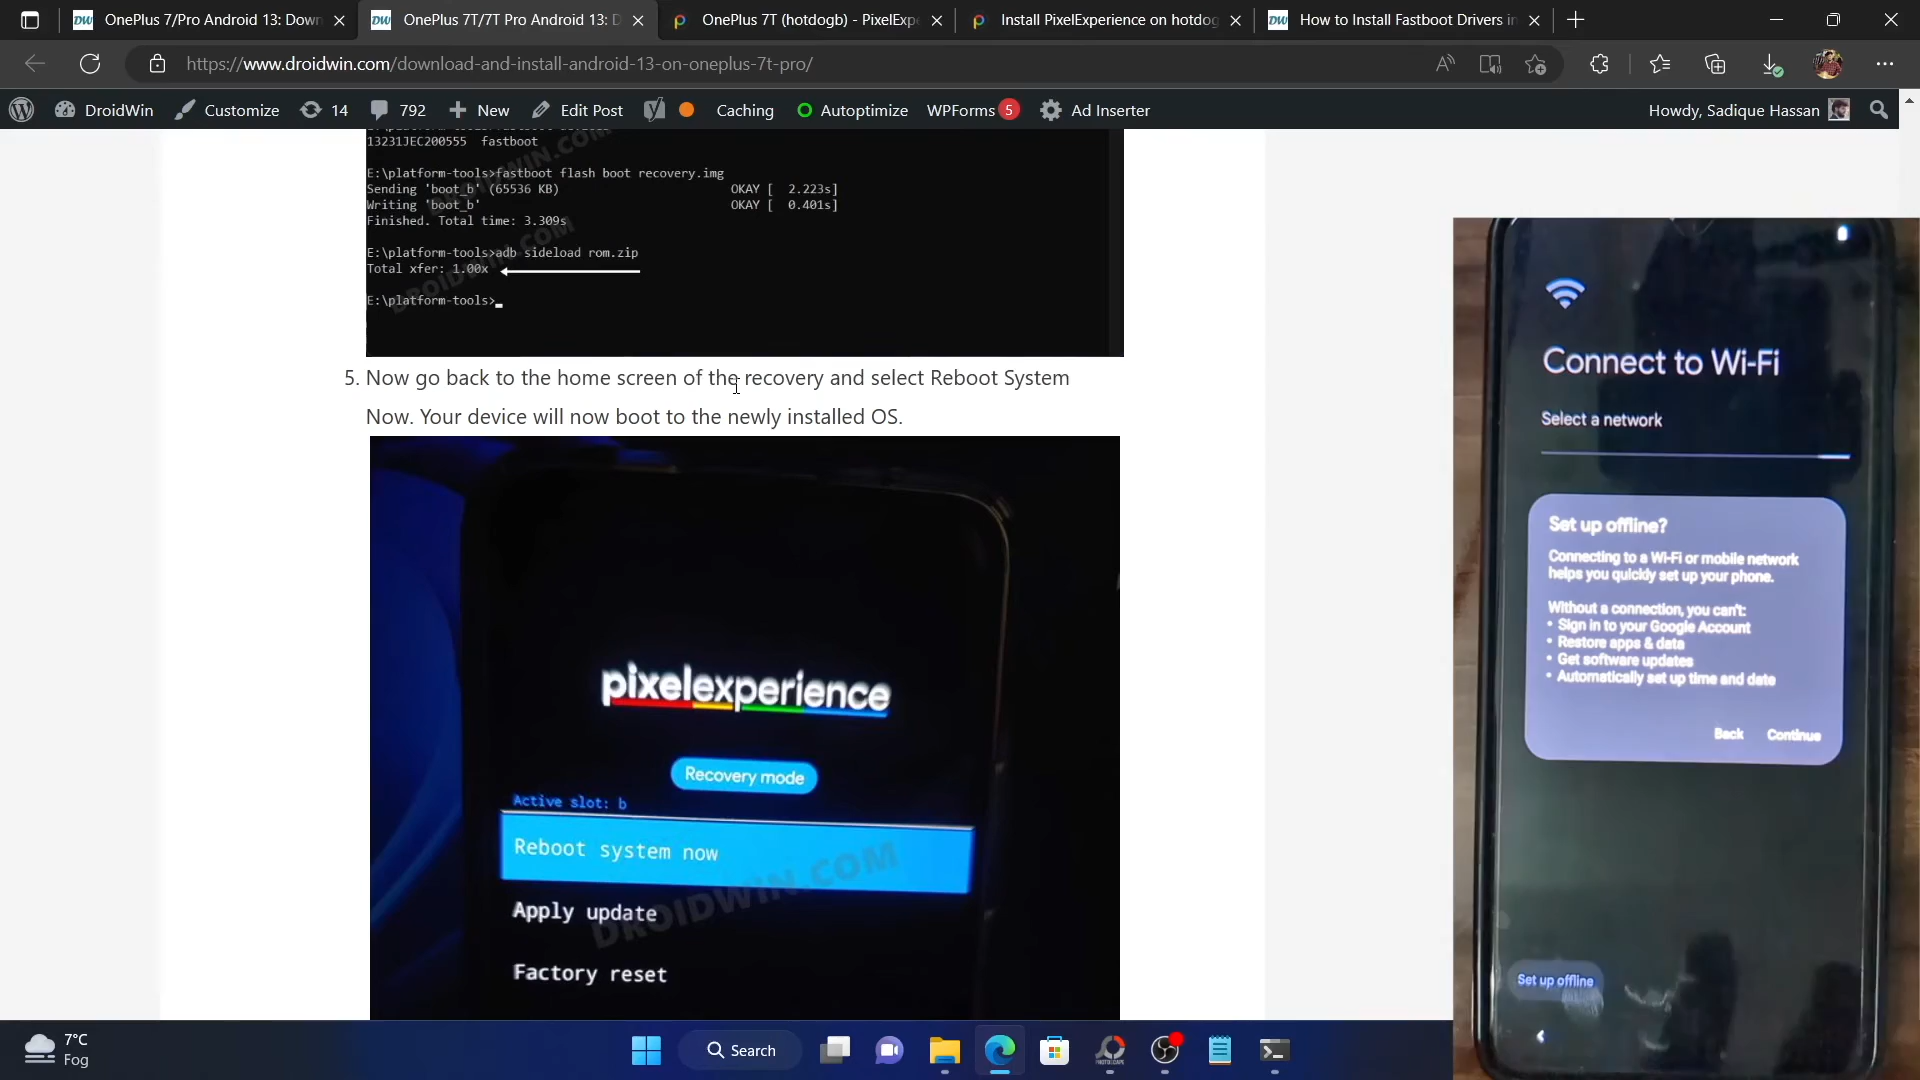 OnePlus 7/Pro Android 13: Down
OnePlus 7T/7T Pro Android 13: D
OnePlus 7T (hotdogb) - PixelExpe
Install PixelExperience on hotdog
How to Install Fastboot Drivers in
https://www.droidwin.com/download-and-install-android-13-on-oneplus-7t-pro/
DroidWin
Customize
14
792
New
Edit Post
Caching
Autoptimize
WPForms 5
Ad Inserter
Howdy, Sadique Hassan
13231JEC200555 fastboot
E:\platform-tools>fastboot flash boot recovery.img
Sending 'boot_b' (65536 KB) OKAY [ 2.223s]
Writing 'boot_b' OKAY [ 0.401s]
Finished. Total time: 3.309s
E:\platform-tools>adb sideload rom.zip
Total xfer: 1.00x
E:\platform-tools>
5. Now go back to the home screen of the recovery and select Reboot System
Now. Your device will now boot to the newly installed OS.
pixelexperience
Recovery mode
Active slot: b
Reboot system now
Apply update
Factory reset
DROIDWIN.COM
Connect to Wi-Fi
Select a network
Set up offline?
Connecting to a Wi-Fi or mobile network
helps you quickly set up your phone.
Without a connection, you can't:
• Sign in to your Google Account
• Restore apps & data
• Get software updates
• Automatically set up time and date
Back Continue
Set up offline
7°C
Fog
Search